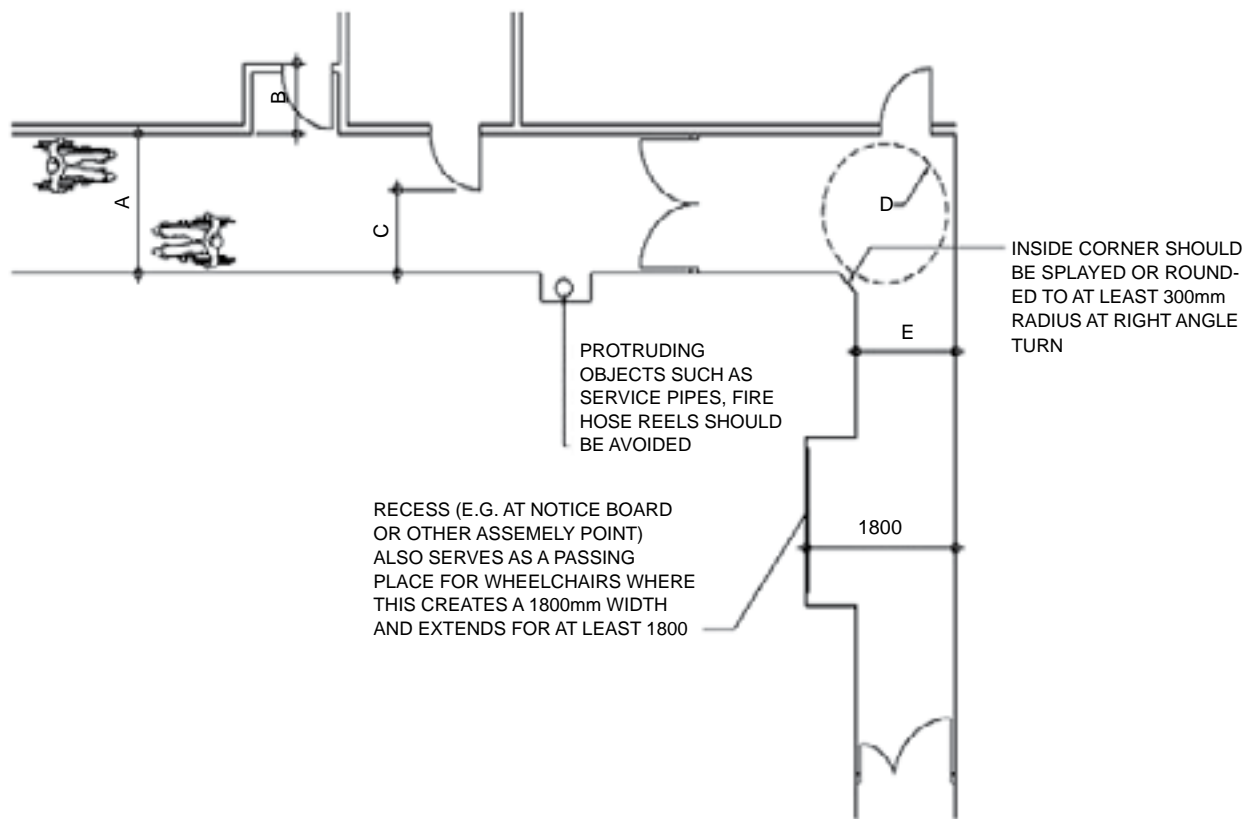 B
A
C
D
INSIDE CORNER SHOULD
BE SPLAYED OR ROUND-
ED TO AT LEAST 300mm
RADIUS AT RIGHT ANGLE
TURN
E
PROTRUDING
OBJECTS SUCH AS
SERVICE PIPES, FIRE
HOSE REELS SHOULD
BE AVOIDED
RECESS (E.G. AT NOTICE BOARD
OR OTHER ASSEMELY POINT)
ALSO SERVES AS A PASSING
PLACE FOR WHEELCHAIRS WHERE
THIS CREATES A 1800mm WIDTH
AND EXTENDS FOR AT LEAST 1800
1800